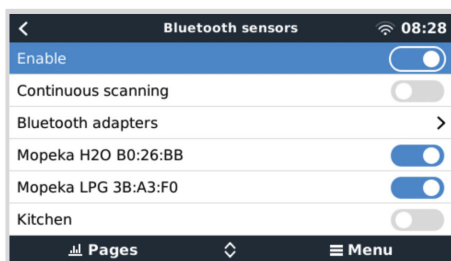 Bluetooth sensors 08:28
Enable
Continuous scanning
Bluetooth adapters
Mopeka H2O B0:26:BB
Mopeka LPG 3B:A3:F0
Kitchen
Pages Menu